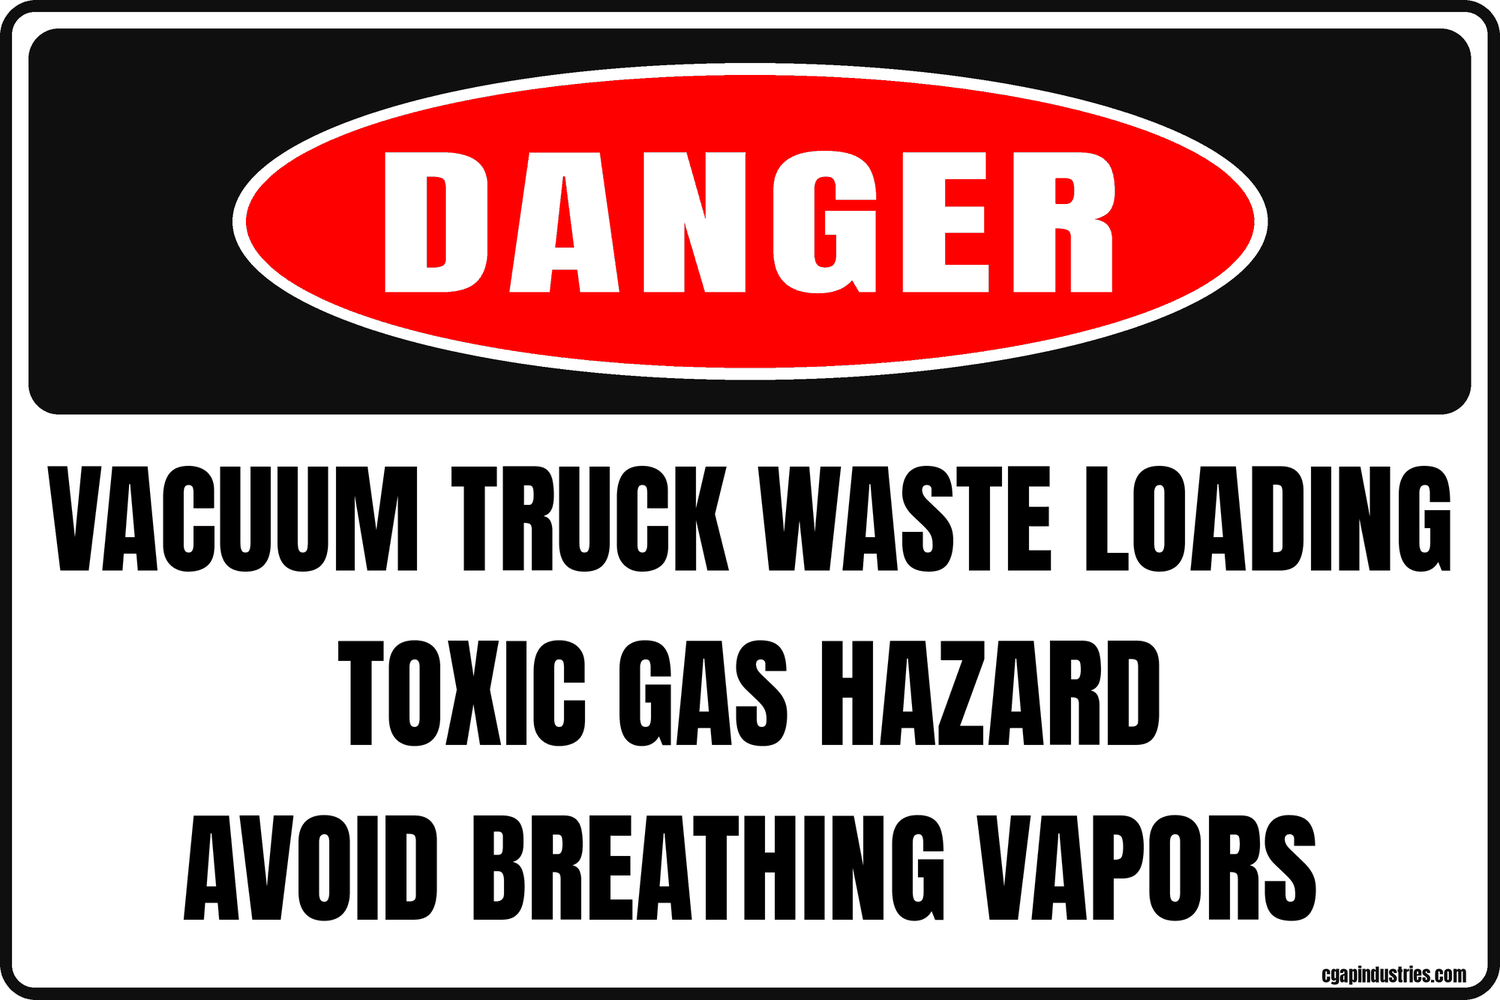 DANGER
VACUUM TRUCK WASTE LOADING
TOXIC GAS HAZARD
AVOID BREATHING VAPORS
cgapindustries.com